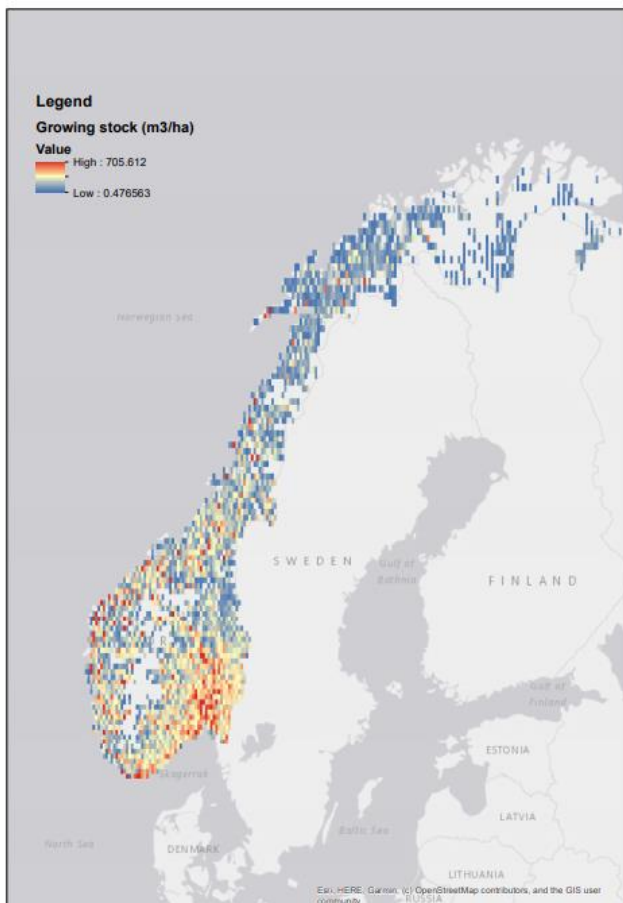 Legend
Growing stock (m3/ha)
Value
High : 705.612
Low : 0.476563
Norwegian Sea
SWEDEN
Gulf of
Bothnia
FINLAND
R
Gulf of
Finland
ESTONIA
Skagerrak
LATVIA
Baltic Sea
North Sea
DENMARK
LITHUANIA
Esri, HERE, Garmin, (c) OpenStreetMap contributors, and the GIS user
community
RUSSIA